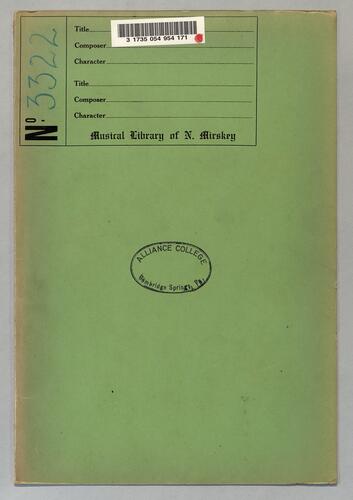 No. 3322
Title
3 1735 054 954 171
Composer
Character
Title
Composer
Character
Musical Library of N. Mirskey
ALLIANCE COLLEGE
Cambridge Springs, Pa.